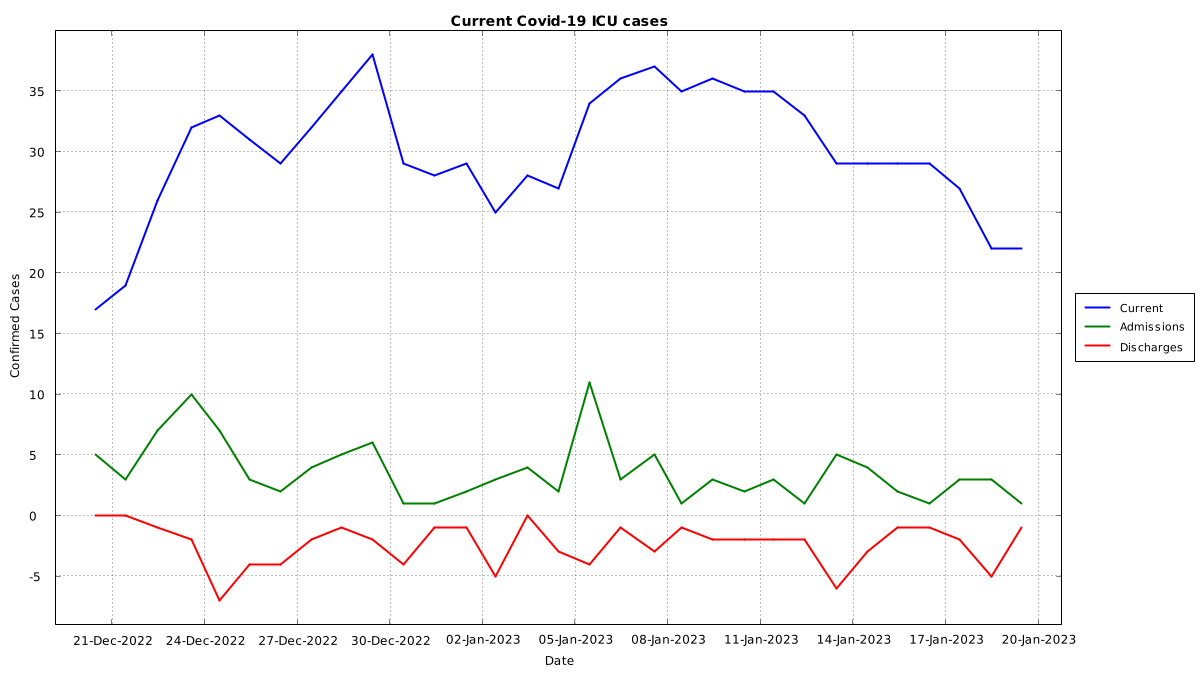 Current Covid-19 ICU cases
Confirmed Cases
35
30
25
20
15
10
5
0
-5
21-Dec-2022 24-Dec-2022 27-Dec-2022 30-Dec-2022 02-Jan-2023 05-Jan-2023 08-Jan-2023 11-Jan-2023 14-Jan-2023 17-Jan-2023 20-Jan-2023
Date
Current
Admissions
Discharges